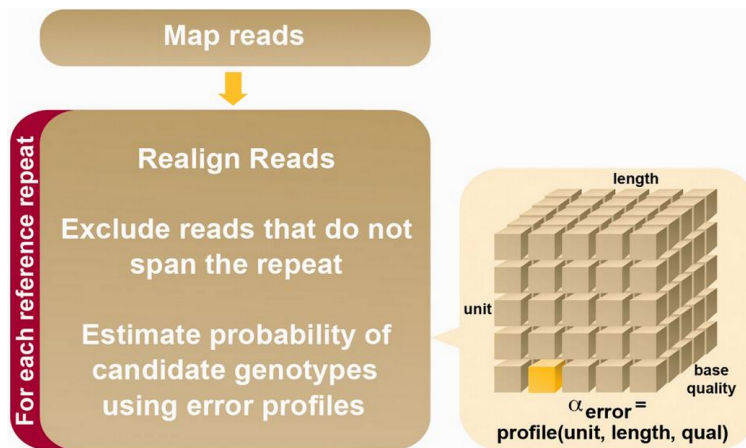 Map reads
For each reference repeat
Realign Reads
Exclude reads that do not
span the repeat
Estimate probability of
candidate genotypes
using error profiles
length
unit
base
quality
α error =
profile(unit, length, qual)